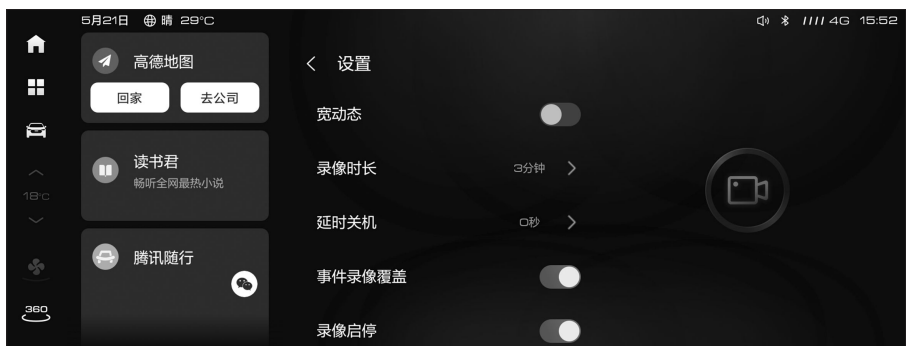 5月21日 晴 29°C
4G 15:52
高德地图
回家 去公司
读书君
畅听全网最热小说
腾讯随行
18°C
360
设置
宽动态
录像时长 3分钟
延时关机 0秒
事件录像覆盖
录像启停